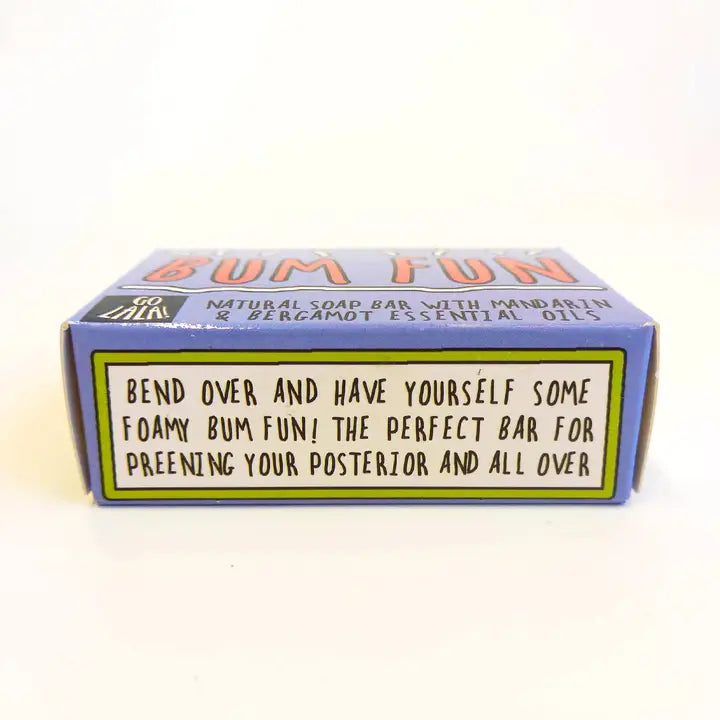 BUM FUN
GO
LALA!
NATURAL SOAP BAR WITH MANDARIN
& BERGAMOT ESSENTIAL OILS
BEND OVER AND HAVE YOURSELF SOME
FOAMY BUM FUN! THE PERFECT BAR FOR
PREENING YOUR POSTERIOR AND ALL OVER